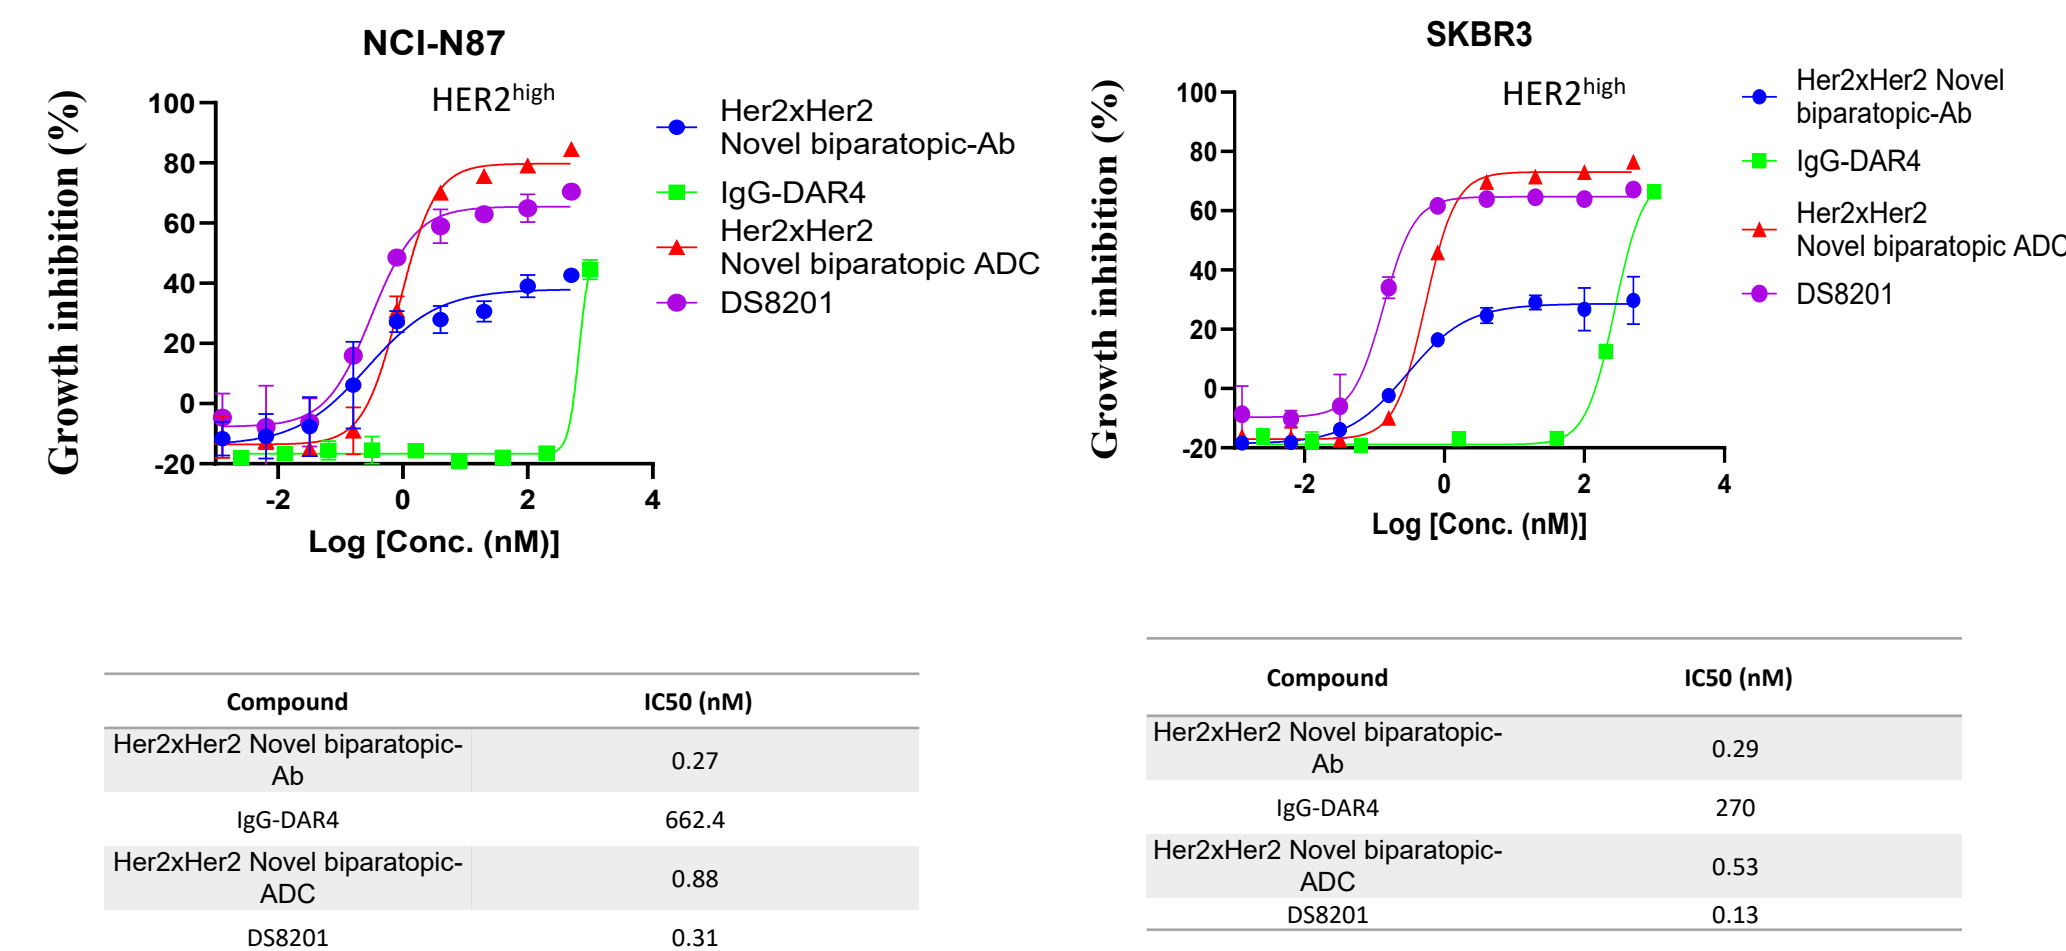 NCI-N87
HER2high
Growth inhibition (%)
100
80
60
40
20
0
-20
-2
0
2
4
Log [Conc. (nM)]
Her2xHer2
Novel biparatopic-Ab
IgG-DAR4
Her2xHer2
Novel biparatopic ADC
DS8201
SKBR3
HER2high
Growth inhibition (%)
100
80
60
40
20
0
-20
-2
0
2
4
Log [Conc. (nM)]
Her2xHer2 Novel
biparatopic-Ab
IgG-DAR4
Her2xHer2
Novel biparatopic ADC
DS8201
Compound IC50 (nM)
Her2xHer2 Novel biparatopic-
Ab 0.27
IgG-DAR4 662.4
Her2xHer2 Novel biparatopic-
ADC 0.88
DS8201 0.31
Compound IC50 (nM)
Her2xHer2 Novel biparatopic-
Ab 0.29
IgG-DAR4 270
Her2xHer2 Novel biparatopic-
ADC 0.53
DS8201 0.13